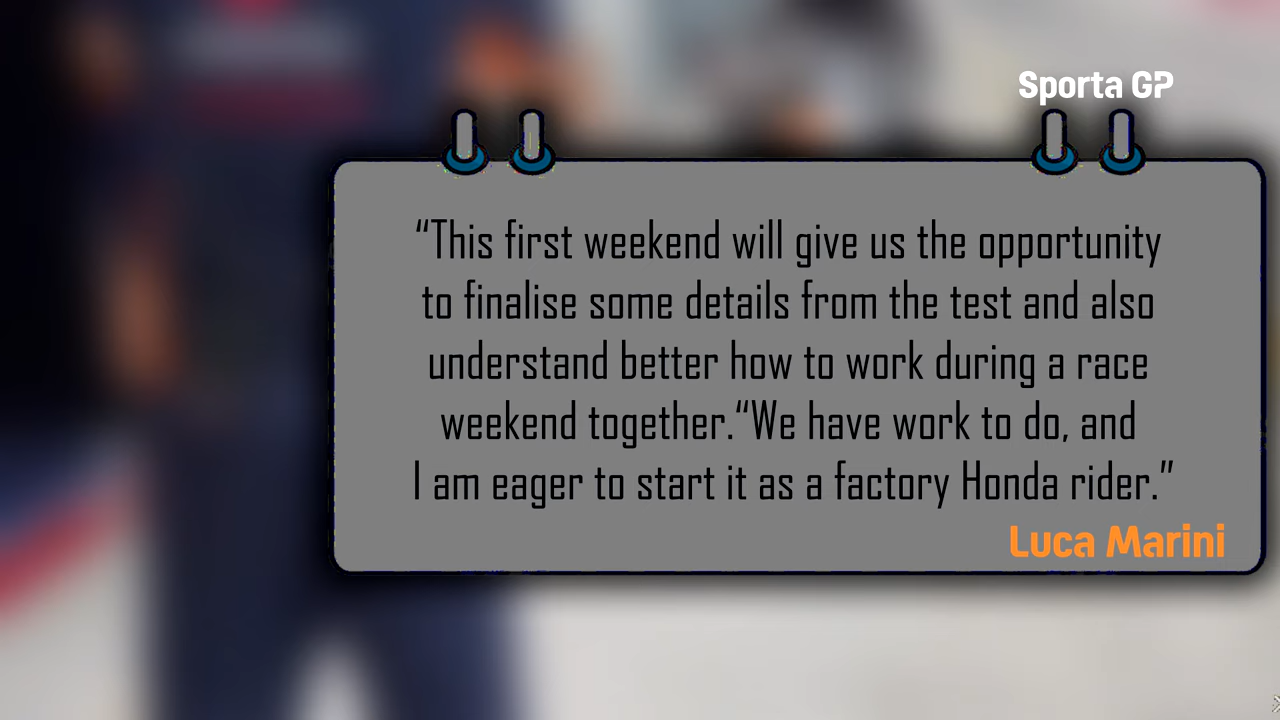 Sporta GP
“This first weekend will give us the opportunity
to finalise some details from the test and also
understand better how to work during a race
weekend together.“We have work to do, and
I am eager to start it as a factory Honda rider.”
Luca Marini